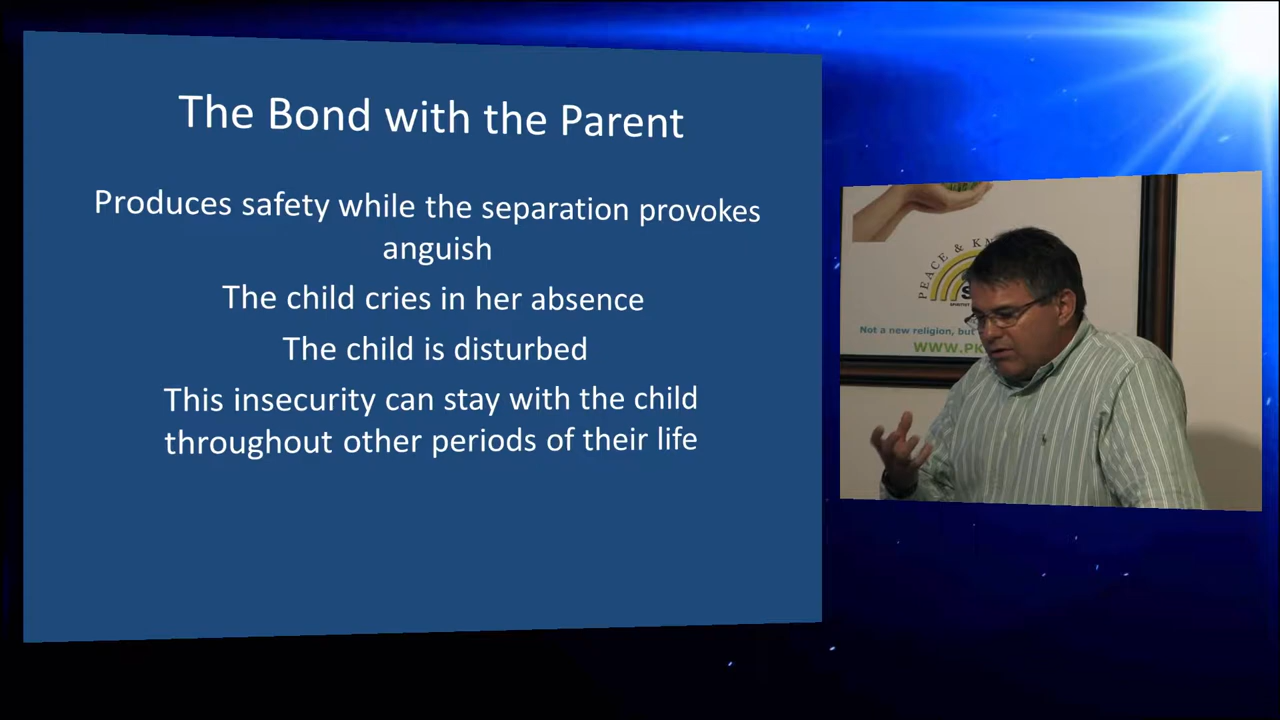 The Bond with the Parent
Produces safety while the separation provokes
anguish
The child cries in her absence
The child is disturbed
This insecurity can stay with the child
throughout other periods of their life
PEACE & KN
Not a new religion, but
WWW.PK